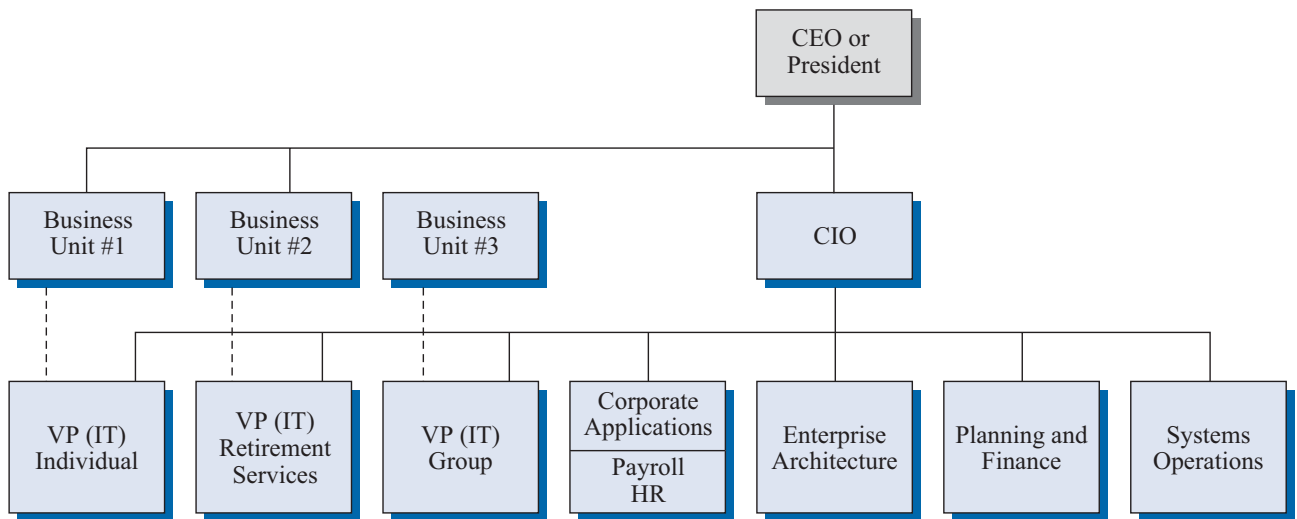 CEO or
President
Business
Unit #1
Business
Unit #2
Business
Unit #3
CIO
VP (IT)
Individual
VP (IT)
Retirement
Services
VP (IT)
Group
Corporate
Applications
Payroll
HR
Enterprise
Architecture
Planning and
Finance
Systems
Operations